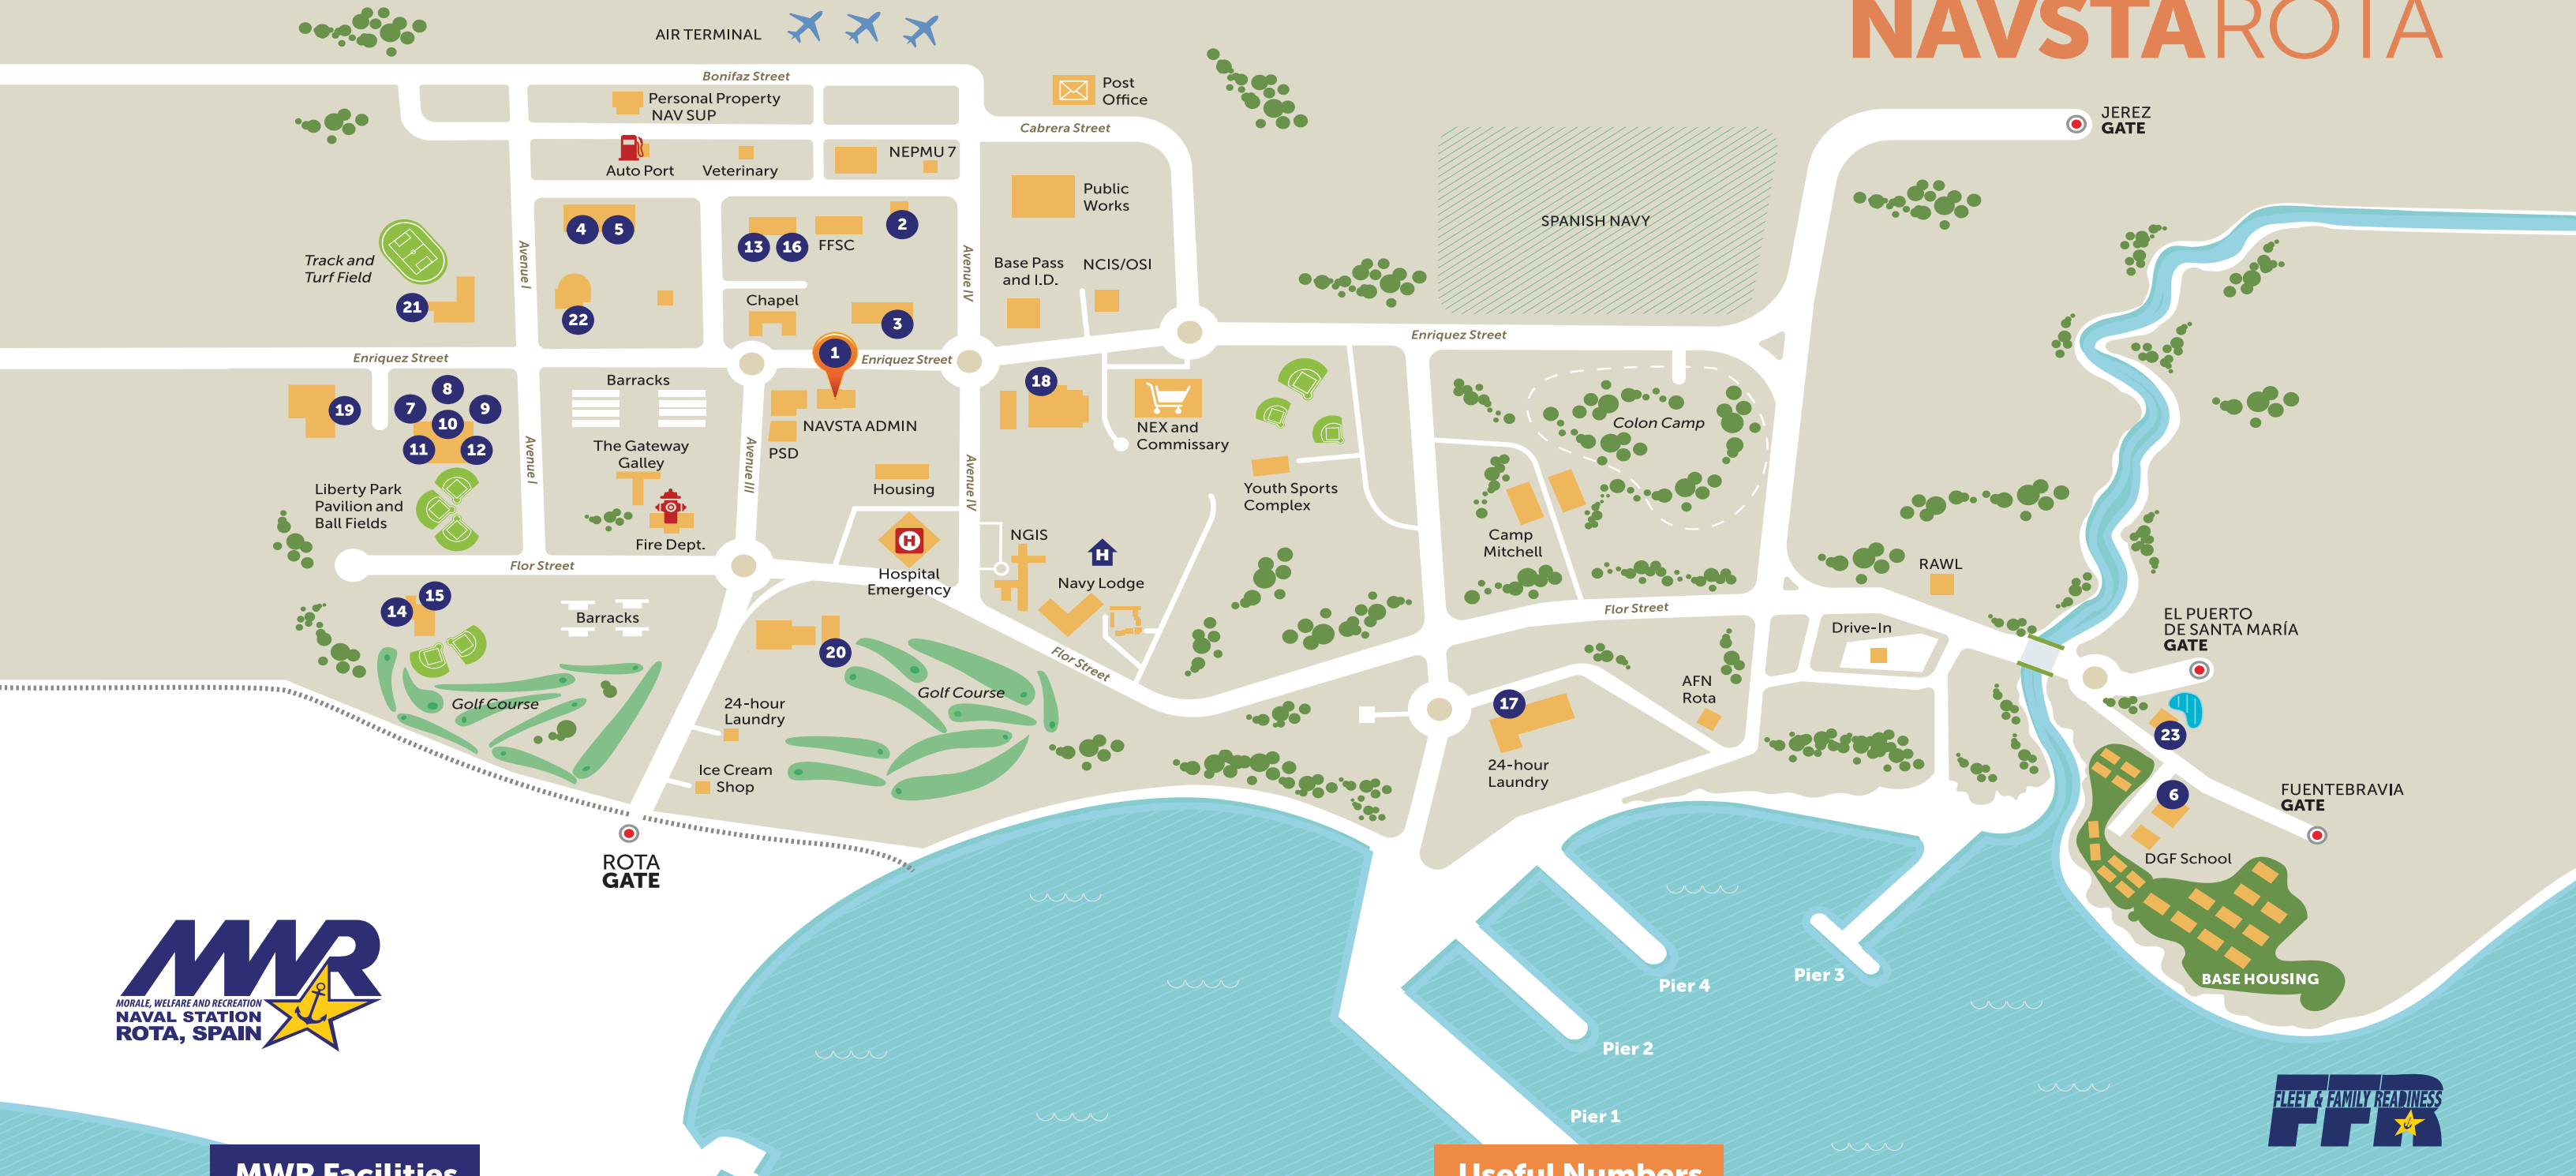 NAVSTAROTA
AIR TERMINAL
Bonifaz Street
Personal Property
NAV SUP
Post
Office
Cabrera Street
JEREZ
GATE
Auto Port
Veterinary
NEPMU 7
Public
Works
SPANISH NAVY
4
5
13
16
FFSC
2
Avenue I
Avenue IV
Track and
Turf Field
Base Pass
and I.D.
NCIS/OSI
21
22
Chapel
3
1
Enriquez Street
Enriquez Street
Enriquez Street
Barracks
8
7
9
10
11
12
19
18
NAVSTA ADMIN
PSD
NEX and
Commissary
Colon Camp
The Gateway
Galley
Avenue I
Avenue III
Avenue IV
Housing
Liberty Park
Pavilion and
Ball Fields
Youth Sports
Complex
Fire Dept.
H
Hospital
Emergency
NGIS
H
Navy Lodge
Camp
Mitchell
RAWL
Flor Street
Flor Street
Flor Street
14
15
Barracks
20
Drive-In
EL PUERTO
DE SANTA MARÍA
GATE
Golf Course
Golf Course
24-hour
Laundry
17
AFN
Rota
23
Ice Cream
Shop
24-hour
Laundry
6
FUENTEBRAVIA
GATE
ROTA
GATE
DGF School
BASE HOUSING
Pier 4
Pier 3
Pier 2
Pier 1
MWR
MORALE, WELFARE AND RECREATION
NAVAL STATION
ROTA, SPAIN
FFR
FLEET & FAMILY READINESS
MWR Facilities
Useful Numbers